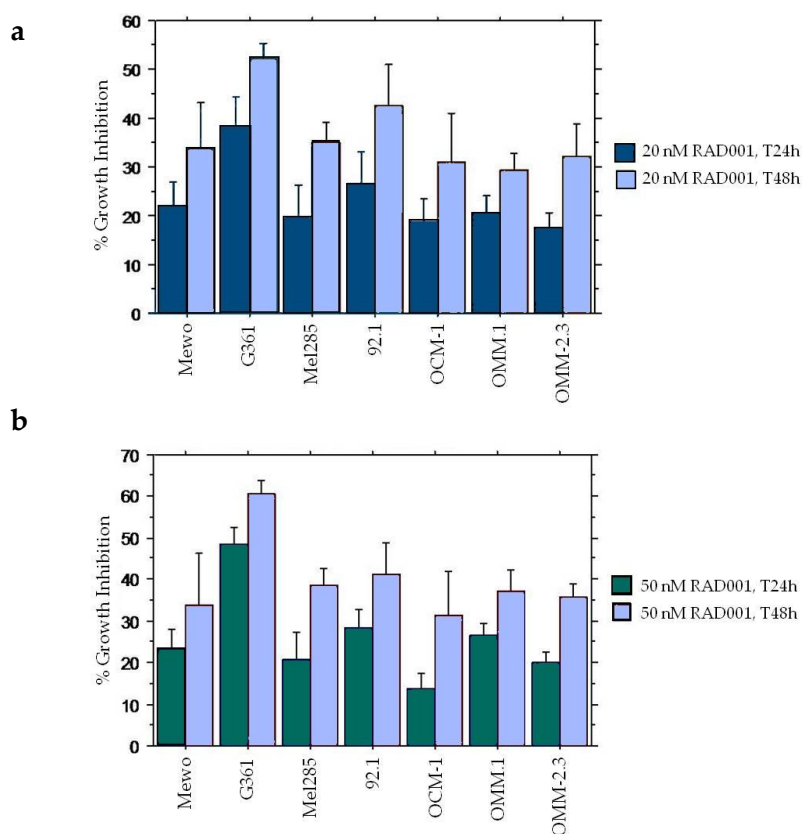 a
60
50
40
30
20
10
0
% Growth Inhibition
Mewo
G361
Mel285
92.1
OCM-1
OMM.1
OMM-2.3
20 nM RAD001, T24h
20 nM RAD001, T48h
b
70
60
50
40
30
20
10
0
% Growth Inhibition
Mewo
G361
Mel285
92.1
OCM-1
OMM.1
OMM-2.3
50 nM RAD001, T24h
50 nM RAD001, T48h